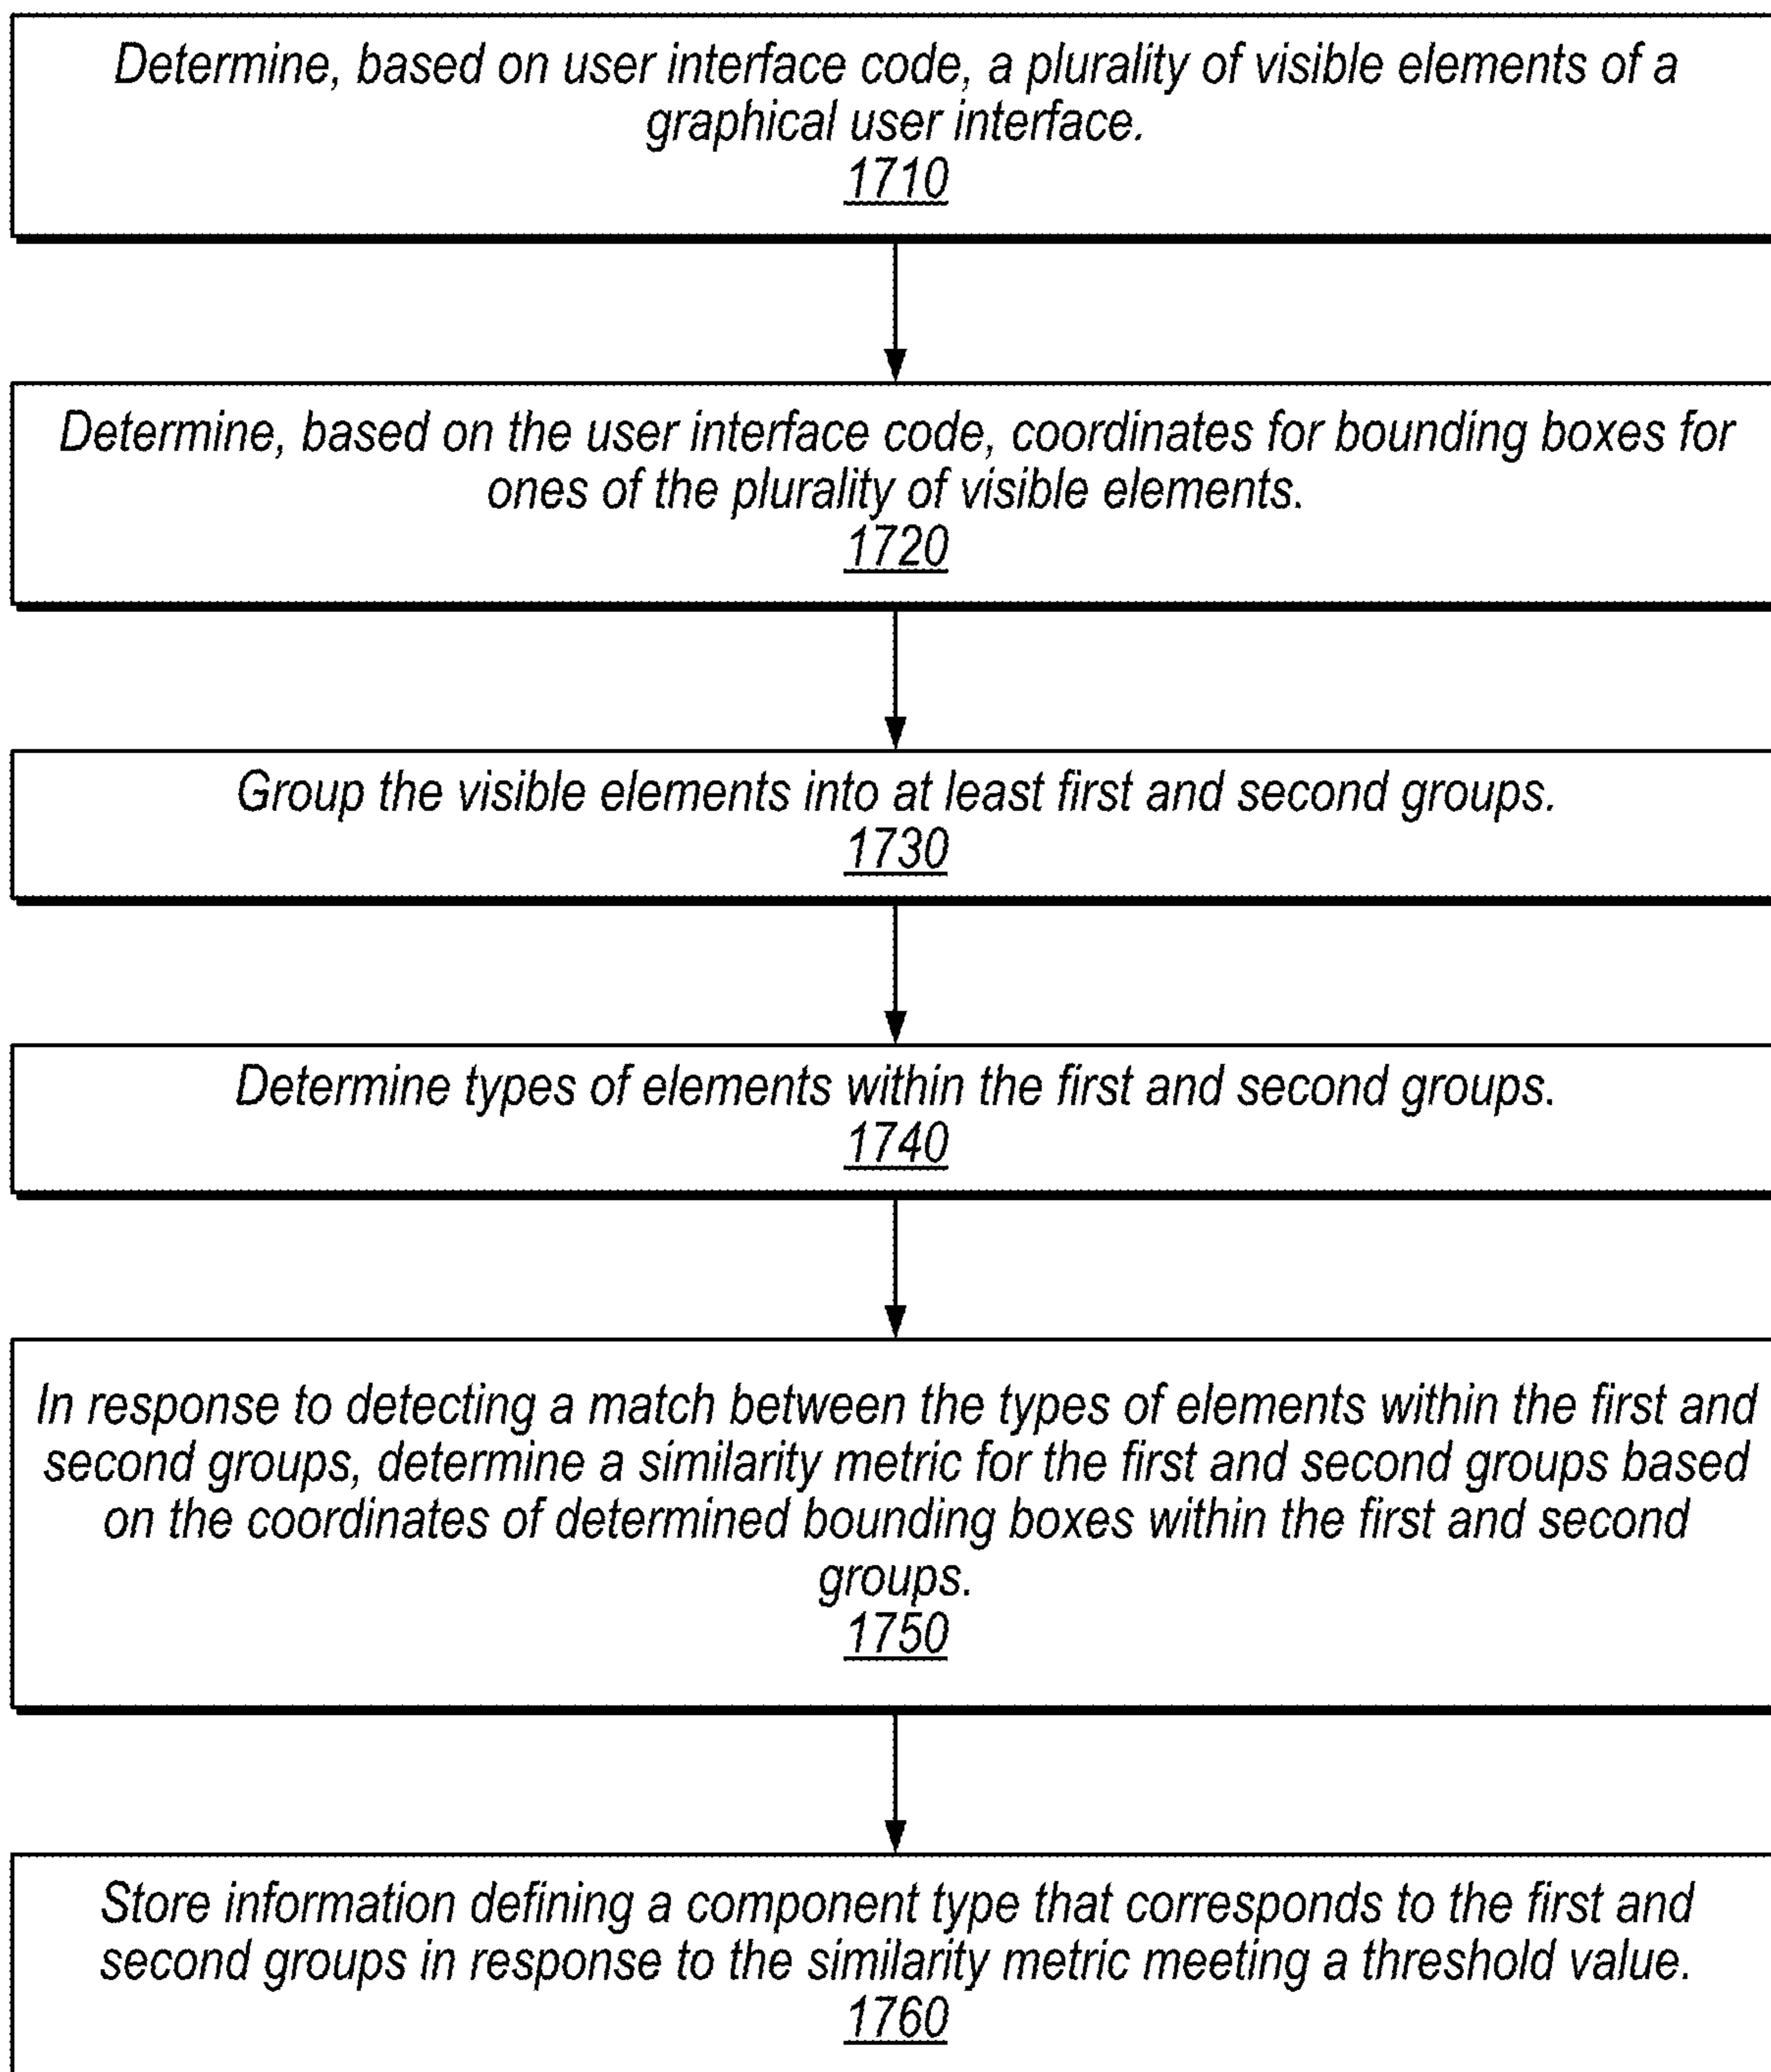 Determine, based on user interface code, a plurality of visible elements of a
graphical user interface.
1710
Determine, based on the user interface code, coordinates for bounding boxes for
ones of the plurality of visible elements.
1720
Group the visible elements into at least first and second groups.
1730
Determine types of elements within the first and second groups.
1740
In response to detecting a match between the types of elements within the first and
second groups, determine a similarity metric for the first and second groups based
on the coordinates of determined bounding boxes within the first and second
groups.
1750
Store information defining a component type that corresponds to the first and
second groups in response to the similarity metric meeting a threshold value.
1760